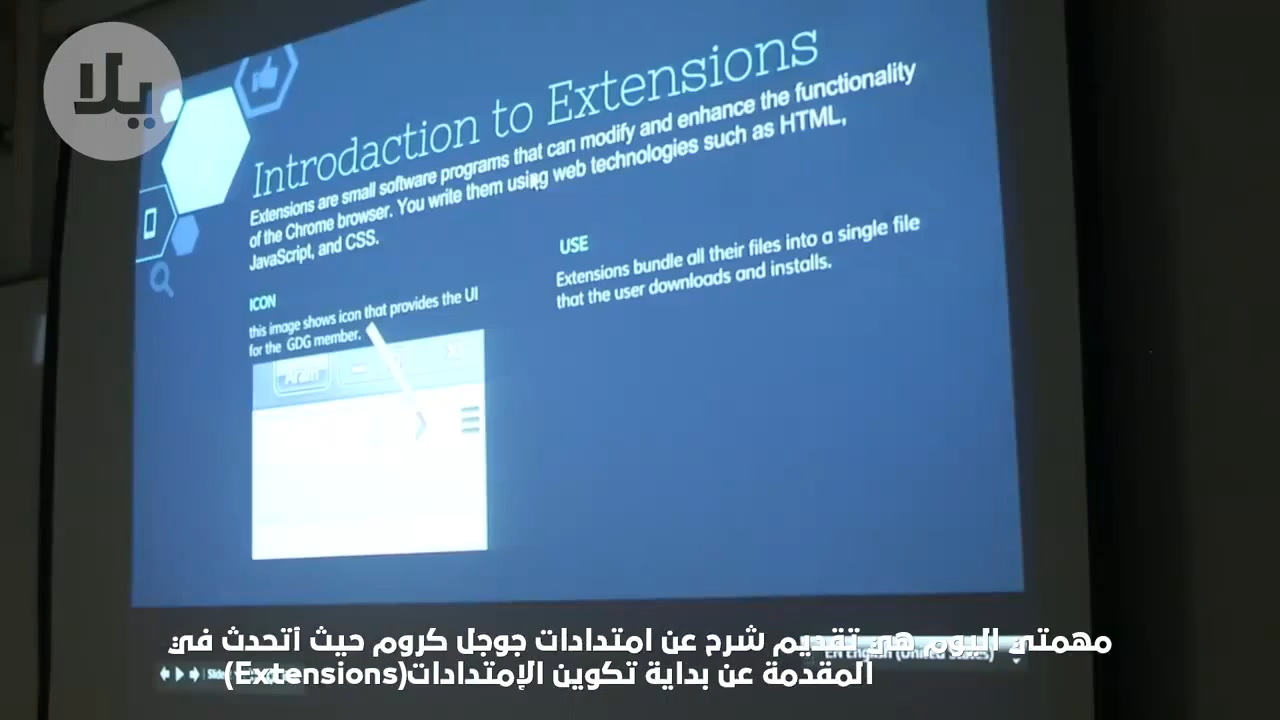 يلا
Introdaction to Extensions
Extensions are small software programs that can modify and enhance the functionality
of the Chrome browser. You write them using web technologies such as HTML,
JavaScript, and CSS.
ICON
this image shows icon that provides the UI
for the GDG member.
USE
Extensions bundle all their files into a single file
that the user downloads and installs.
مهمتي اليوم هي تقديم شرح عن امتدادات جوجل كروم حيث أتحدث في
المقدمة عن بداية تكوين الإمتدادات(Extensions)
EN English (United States)